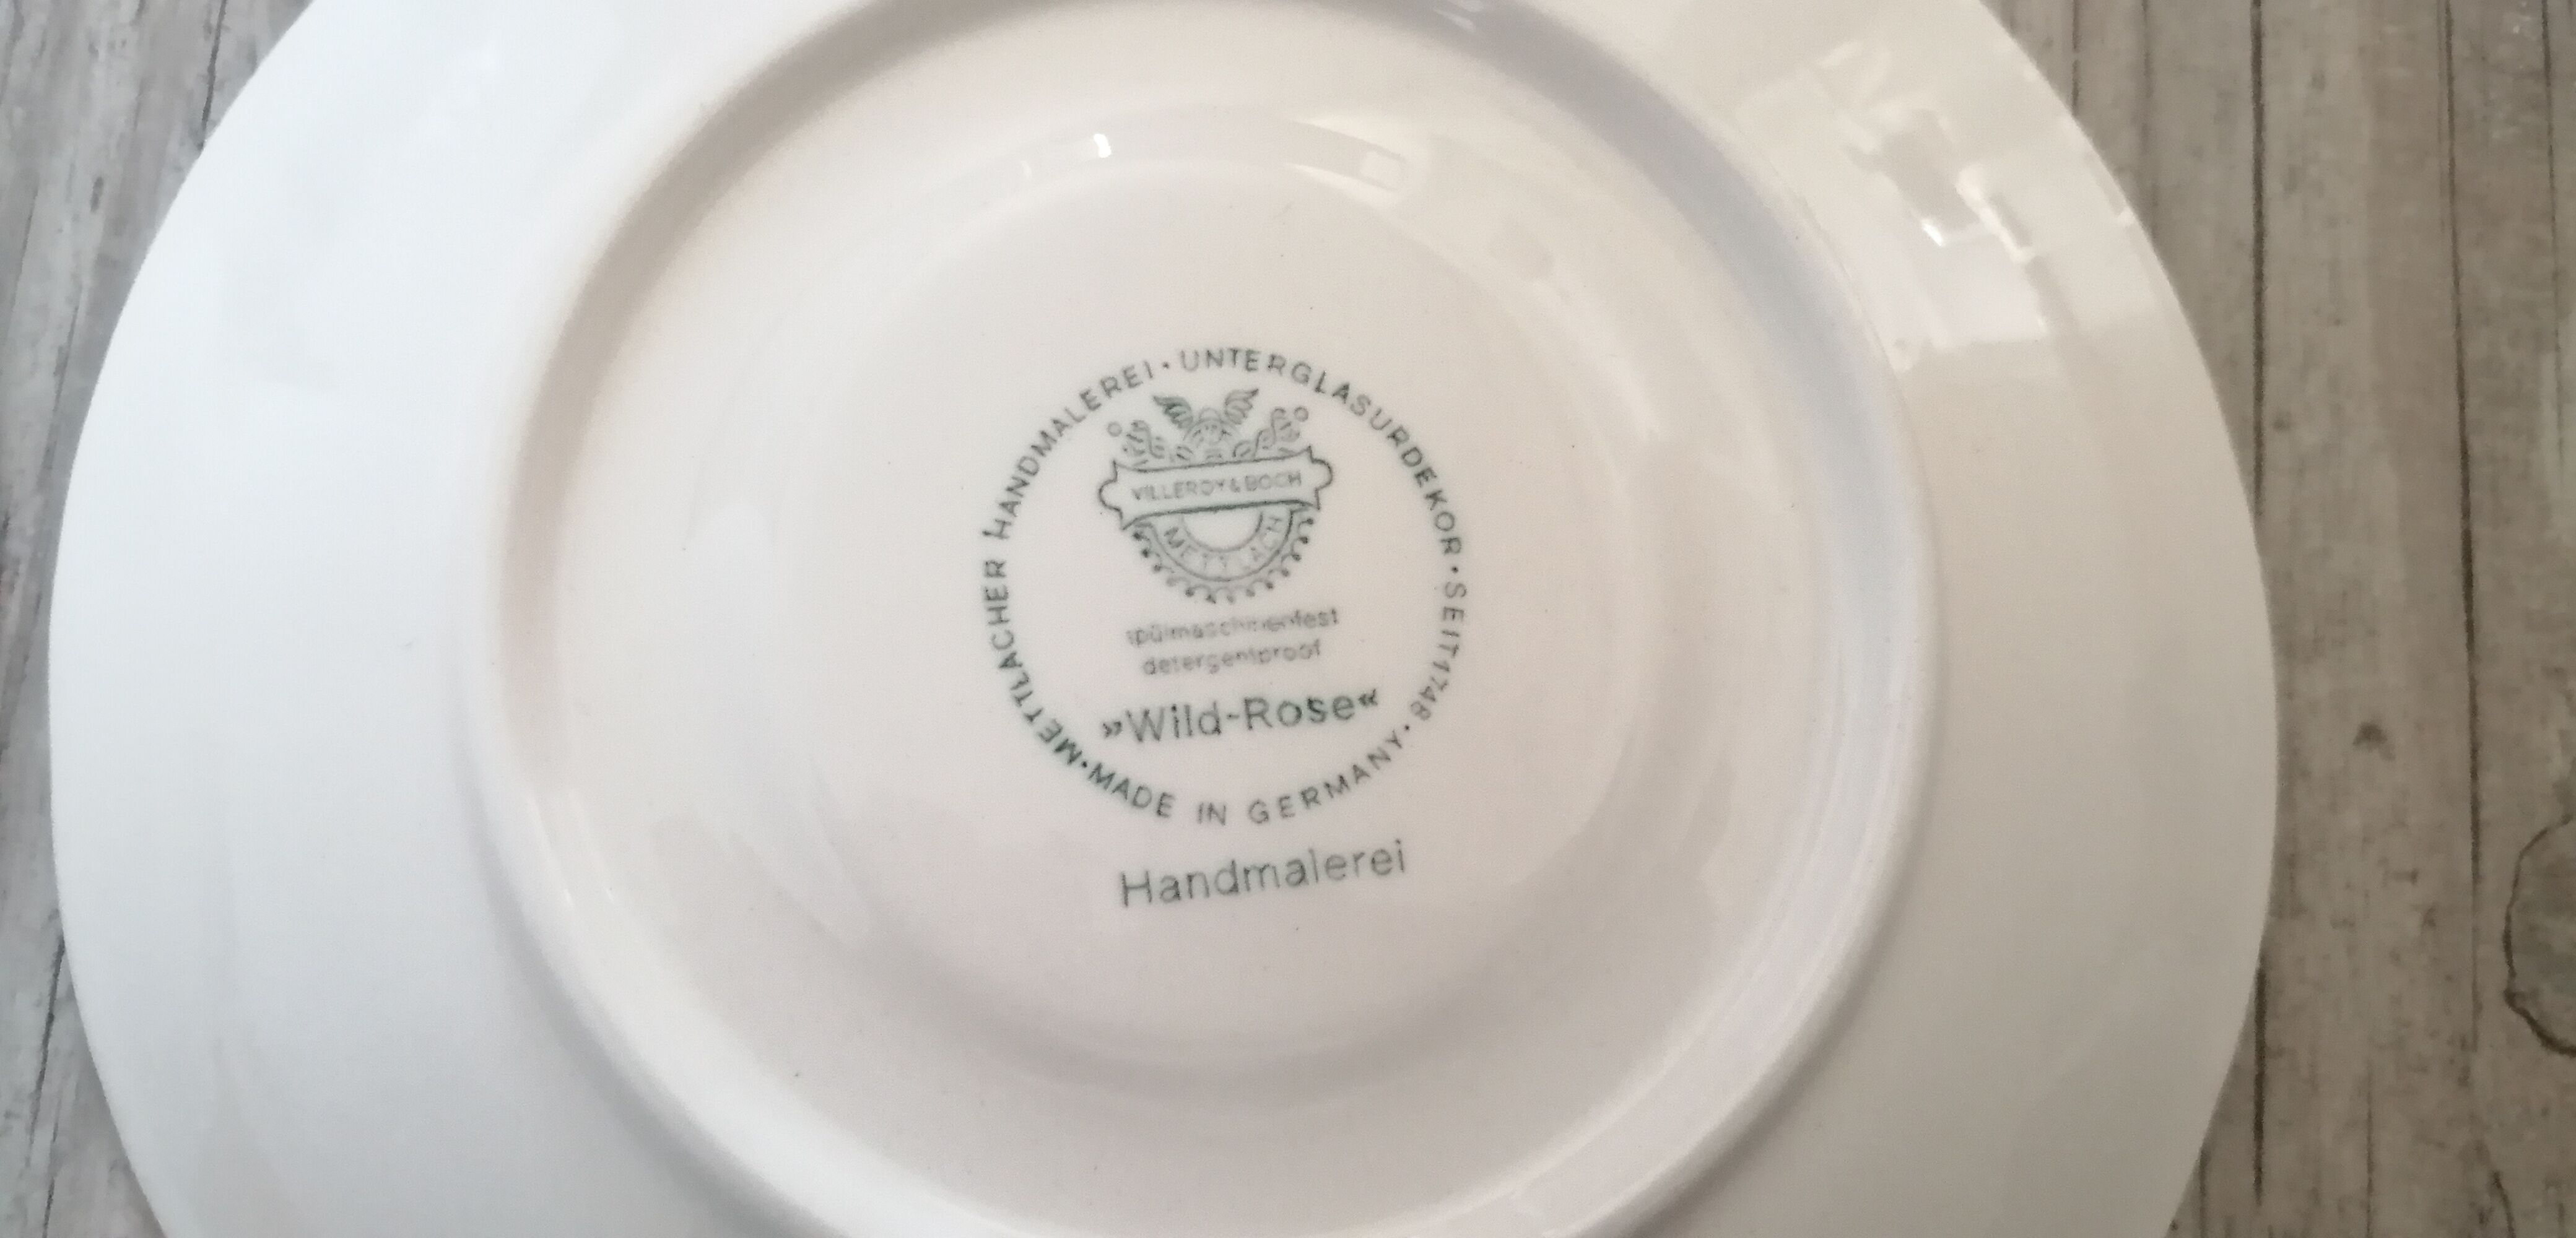 METTLACHER HANDMALEREI · UNTERGLASURDEKOR · SEIT 1748 · MADE IN GERMANY ·
VILLEROY & BOCH
METTLACH
spülmaschinenfest
detergentproof
»Wild-Rose«
Handmalerei